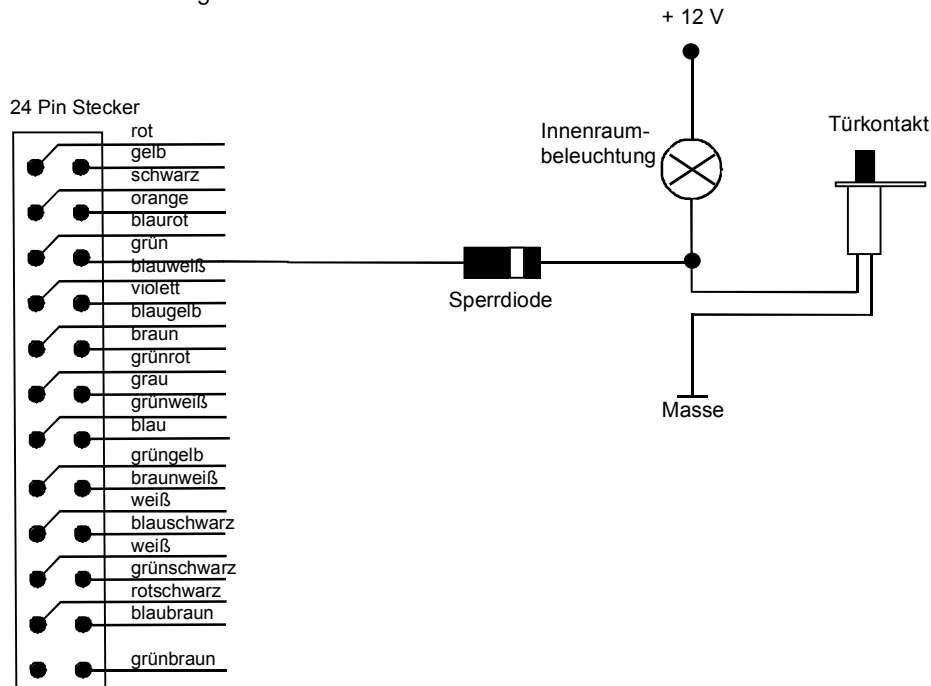 + 12 V
24 Pin Stecker
rot
gelb
schwarz
orange
blaurot
grün
blauweiß
violett
blaugelb
braun
grünrot
grau
grünweiß
blau
grüngelb
braunweiß
weiß
blauschwarz
weiß
grünschwarz
rotschwarz
blaubraun
grünbraun
Innenraum-
beleuchtung
Türkontakt
Sperrdiode
Masse